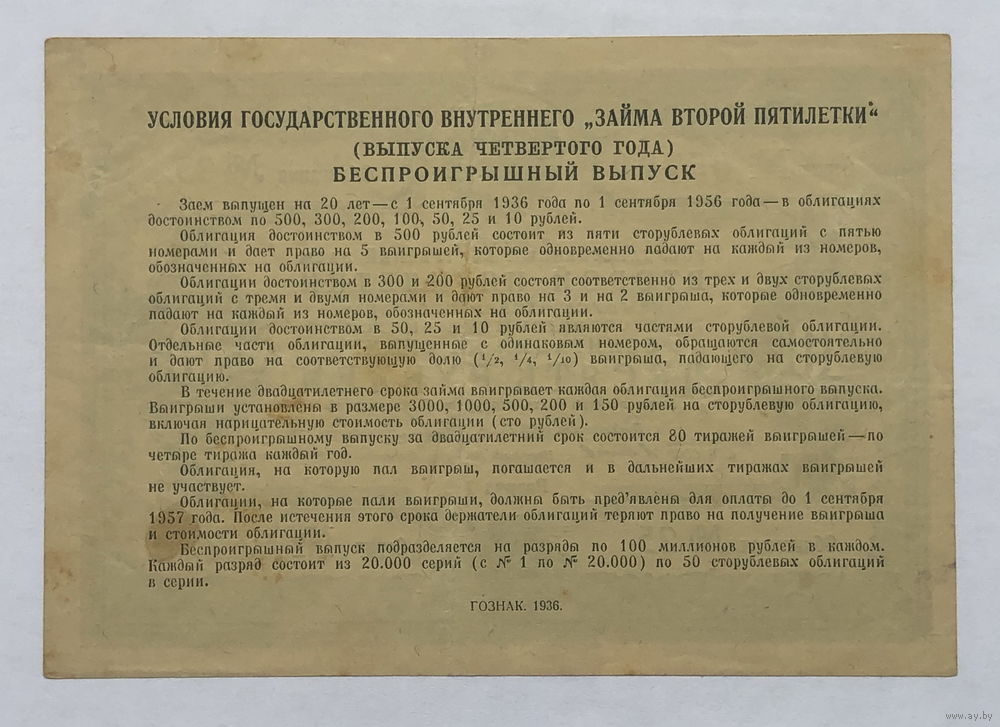 УСЛОВИЯ ГОСУДАРСТВЕННОГО ВНУТРЕННЕГО „ЗАЙМА ВТОРОЙ ПЯТИЛЕТКИ“
(ВЫПУСКА ЧЕТВЕРТОГО ГОДА)
БЕСПРОИГРЫШНЫЙ ВЫПУСК
Заем выпущен на 20 лет—с 1 сентября 1936 года по 1 сентября 1956 года—в облигациях
достоинством по 500, 300, 200, 100, 50, 25 и 10 рублей.
Облигация достоинством в 500 рублей состоит из пяти сторублевых облигаций с пятью
номерами и дает право на 5 выигрышей, которые одновременно падают на каждый из номеров,
обозначенных на облигации.
Облигации достоинством в 300 и 200 рублей состоят соответственно из трех и двух сторублевых
облигаций с тремя и двумя номерами и дают право на 3 и на 2 выигрыша, которые одновременно
падают на каждый из номеров, обозначенных на облигации.
Облигации достоинством в 50, 25 и 10 рублей являются частями сторублевой облигации.
Отдельные части облигации, выпущенные с одинаковым номером, обращаются самостоятельно
и дают право на соответствующую долю (1/2, 1/4, 1/10) выигрыша, падающего на сторублевую
облигацию.
В течение двадцатилетнего срока займа выигрывает каждая облигация беспроигрышного выпуска.
Выигрыши установлены в размере 3000, 1000, 500, 200 и 150 рублей на сторублевую облигацию,
включая нарицательную стоимость облигации (сто рублей).
По беспроигрышному выпуску за двадцатилетний срок состоится 80 тиражей выигрышей—по
четыре тиража каждый год.
Облигация, на которую пал выигрыш, погашается и в дальнейших тиражах выигрышей
не участвует.
Облигации, на которые пали выигрыши, должны быть пред'явлены для оплаты до 1 сентября
1957 года. После истечения этого срока держатели облигаций теряют право на получение выигрыша
и стоимости облигации.
Беспроигрышный выпуск подразделяется на разряды по 100 миллионов рублей в каждом.
Каждый разряд состоит из 20.000 серий (с № 1 по № 20.000) по 50 сторублевых облигаций
в серии.
ГОЗНАК. 1936.
www.ay.by